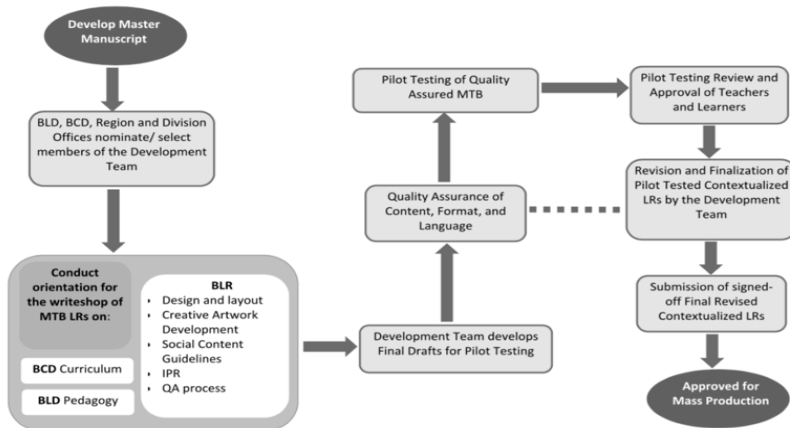 Develop Master
Manuscript
BLD, BCD, Region and Division
Offices nominate/ select
members of the Development
Team
Conduct
orientation for
the writeshop of
MTB LRs on:
BCD Curriculum
BLD Pedagogy
BLR
• Design and layout
• Creative Artwork
Development
• Social Content
Guidelines
• IPR
• QA process
Development Team develops
Final Drafts for Pilot Testing
Quality Assurance of
Content, Format, and
Language
Pilot Testing of Quality
Assured MTB
Pilot Testing Review and
Approval of Teachers
and Learners
Revision and Finalization of
Pilot Tested Contextualized
LRs by the Development
Team
Submission of signed-
off Final Revised
Contextualized LRs
Approved for
Mass Production